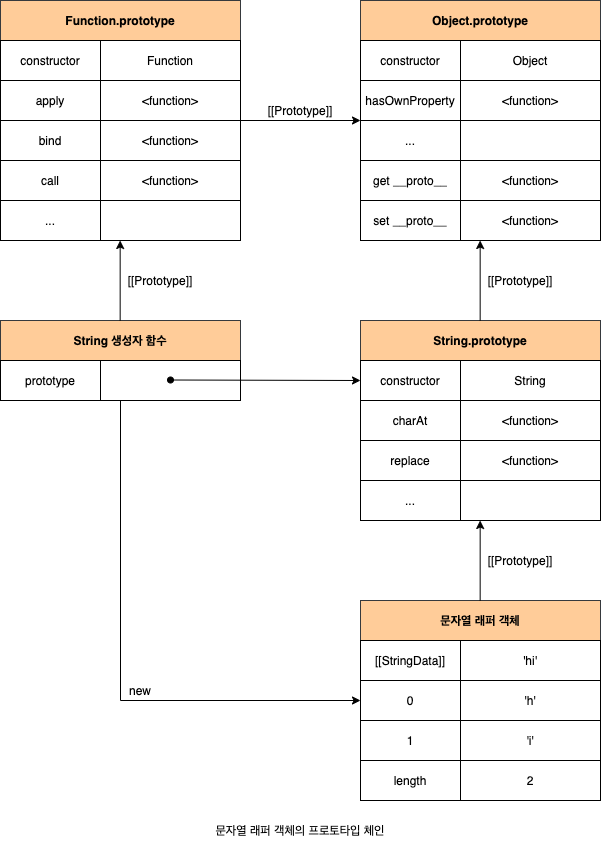 Function.prototype
constructor Function
apply <function>
bind <function>
call <function>
...
[[Prototype]]
Object.prototype
constructor Object
hasOwnProperty <function>
...
get __proto__ <function>
set __proto__ <function>
[[Prototype]]
[[Prototype]]
String 생성자 함수
prototype
String.prototype
constructor String
charAt <function>
replace <function>
...
[[Prototype]]
new
문자열 래퍼 객체
[[StringData]] 'hi'
0 'h'
1 'i'
length 2
문자열 래퍼 객체의 프로토타입 체인